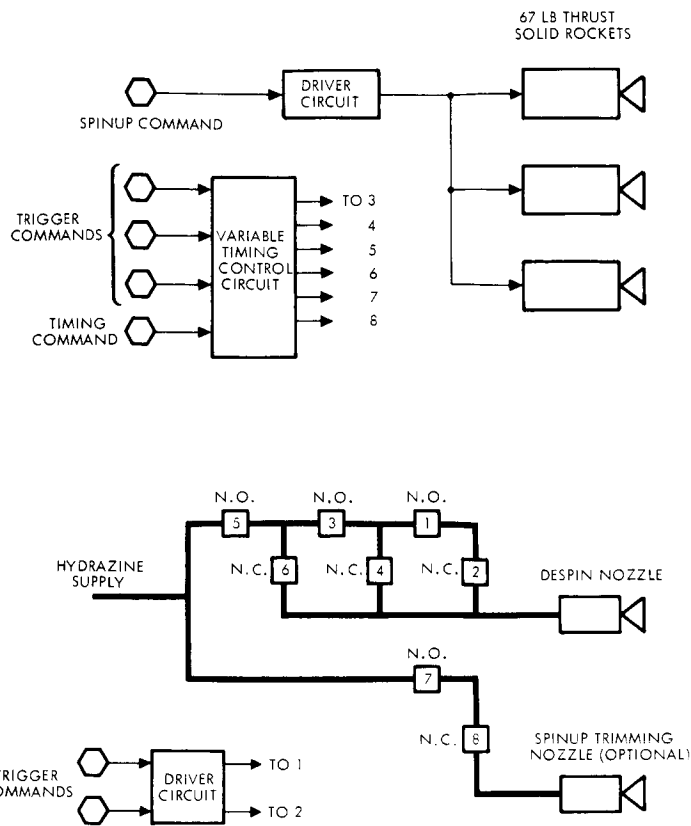 67 LB THRUST
SOLID ROCKETS
DRIVER
CIRCUIT
SPINUP COMMAND
TRIGGER
COMMANDS
VARIABLE
TIMING
CONTROL
CIRCUIT
TO 3
4
5
6
7
8
TIMING
COMMAND
N.O.
N.O.
N.O.
5
3
1
HYDRAZINE
SUPPLY
N.C.
6
N.C.
4
N.C.
2
DESPIN NOZZLE
N.O.
7
N.C.
8
SPINUP TRIMMING
NOZZLE (OPTIONAL)
TRIGGER
COMMANDS
DRIVER
CIRCUIT
TO 1
TO 2